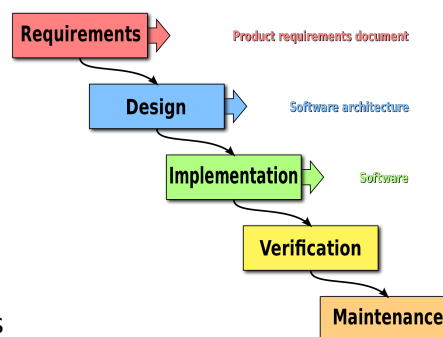 Requirements
Product requirements document
Design
Software architecture
Implementation
Software
Verification
Maintenance